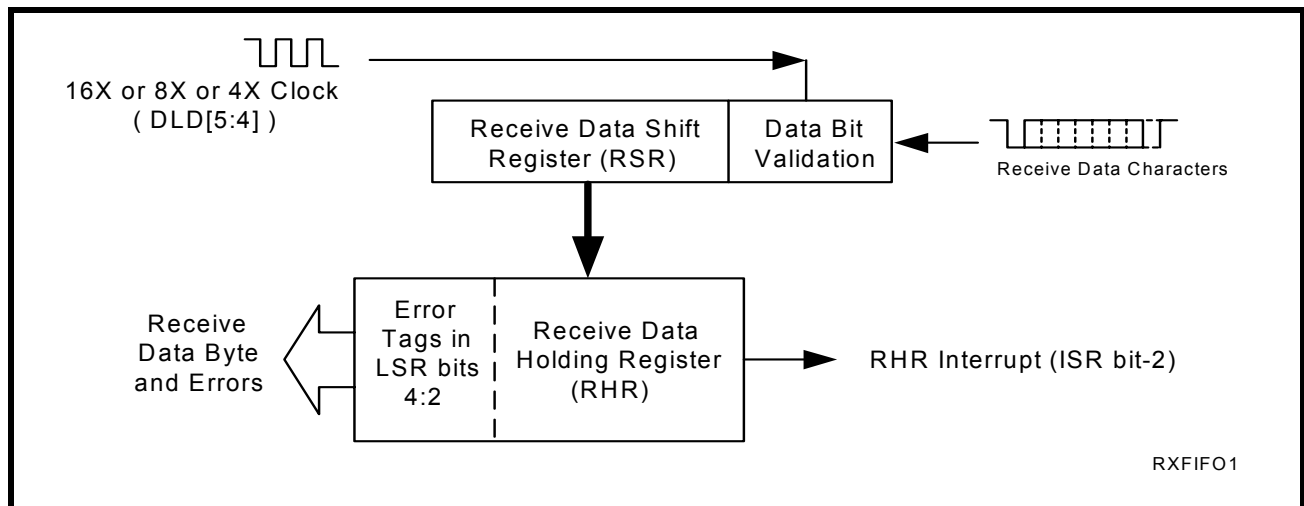 16X or 8X or 4X Clock
( DLD[5:4] )
Receive Data Shift
Register (RSR)
Data Bit
Validation
Receive Data Characters
Receive
Data Byte
and Errors
Error
Tags in
LSR bits
4:2
Receive Data
Holding Register
(RHR)
RHR Interrupt (ISR bit-2)
RXFIFO1